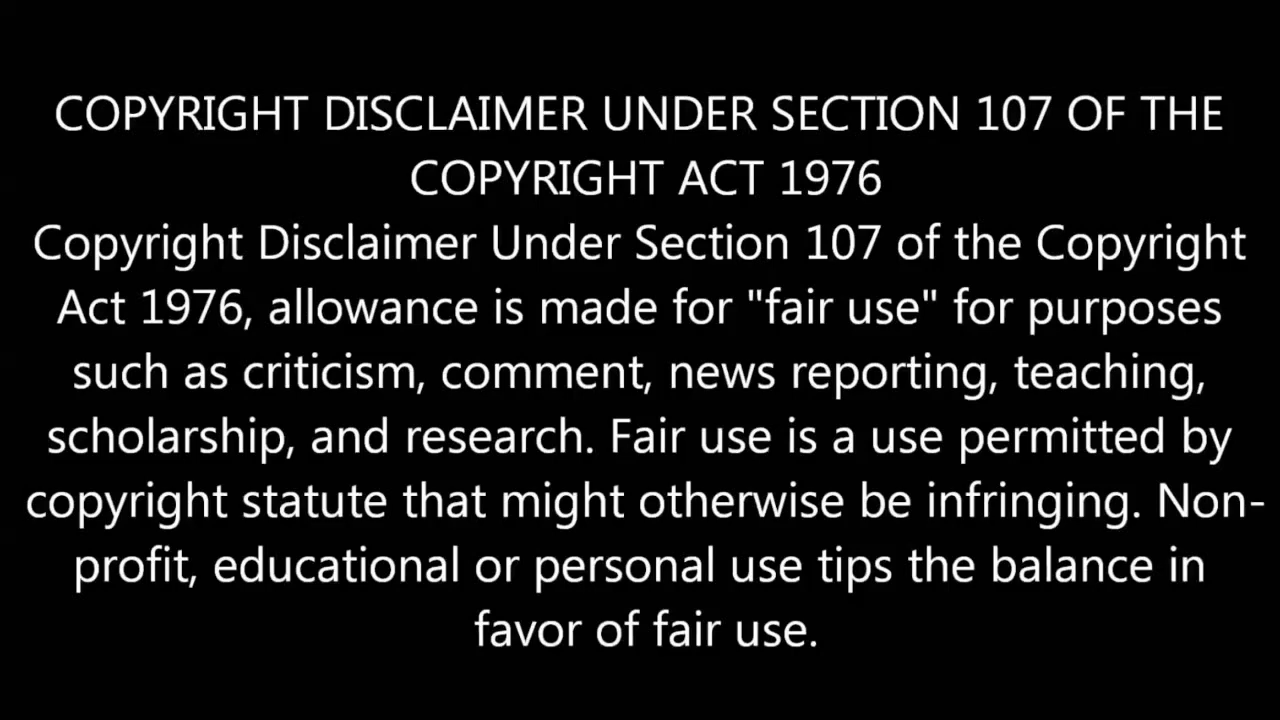 COPYRIGHT DISCLAIMER UNDER SECTION 107 OF THE
COPYRIGHT ACT 1976
Copyright Disclaimer Under Section 107 of the Copyright
Act 1976, allowance is made for "fair use" for purposes
such as criticism, comment, news reporting, teaching,
scholarship, and research. Fair use is a use permitted by
copyright statute that might otherwise be infringing. Non-
profit, educational or personal use tips the balance in
favor of fair use.